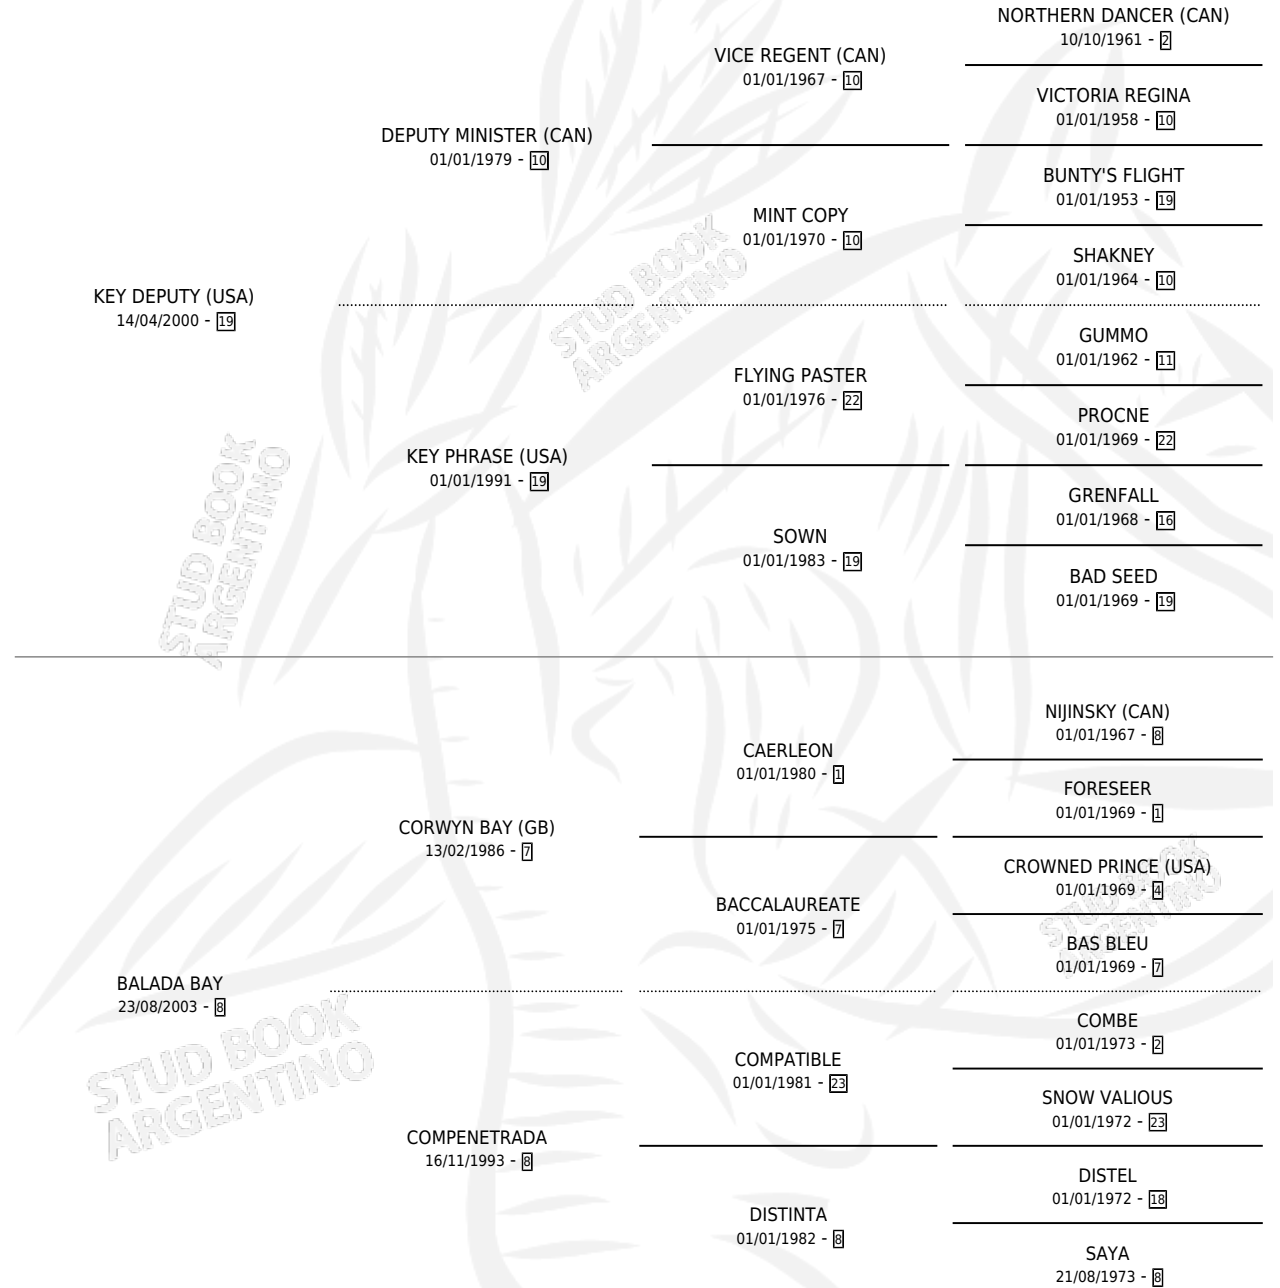 NORTHERN DANCER (CAN)
10/10/1961 - 2
VICE REGENT (CAN)
01/01/1967 - 10
VICTORIA REGINA
01/01/1958 - 10
DEPUTY MINISTER (CAN)
01/01/1979 - 10
BUNTY'S FLIGHT
01/01/1953 - 19
MINT COPY
01/01/1970 - 10
SHAKNEY
01/01/1964 - 10
KEY DEPUTY (USA)
14/04/2000 - 19
GUMMO
01/01/1962 - 11
FLYING PASTER
01/01/1976 - 22
PROCNE
01/01/1969 - 22
KEY PHRASE (USA)
01/01/1991 - 19
GRENFALL
01/01/1968 - 16
SOWN
01/01/1983 - 19
BAD SEED
01/01/1969 - 19
NIJINSKY (CAN)
01/01/1967 - 8
CAERLEON
01/01/1980 - 1
FORESEER
01/01/1969 - 1
CORWYN BAY (GB)
13/02/1986 - 7
CROWNED PRINCE (USA)
01/01/1969 - 4
BACCALAUREATE
01/01/1975 - 7
BAS BLEU
01/01/1969 - 7
BALADA BAY
23/08/2003 - 8
COMBE
01/01/1973 - 2
COMPATIBLE
01/01/1981 - 23
SNOW VALIOUS
01/01/1972 - 23
COMPENETRADA
16/11/1993 - 8
DISTEL
01/01/1972 - 18
DISTINTA
01/01/1982 - 8
SAYA
21/08/1973 - 8
STUD BOOK
ARGENTINO
STUD BOOK
ARGENTINO
STUD BOOK
ARGENTINO
STUD BOOK
ARGENTINO